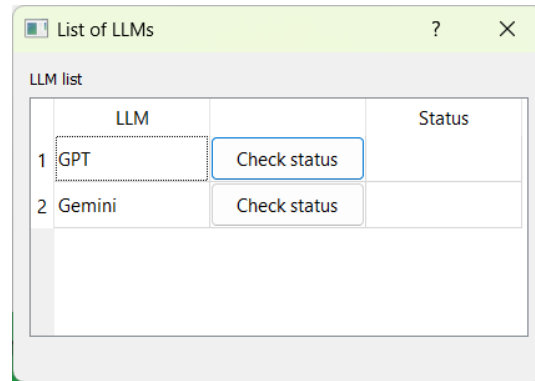 List of LLMs ?
LLM list
LLM Status
1 GPT Check status
2 Gemini Check status